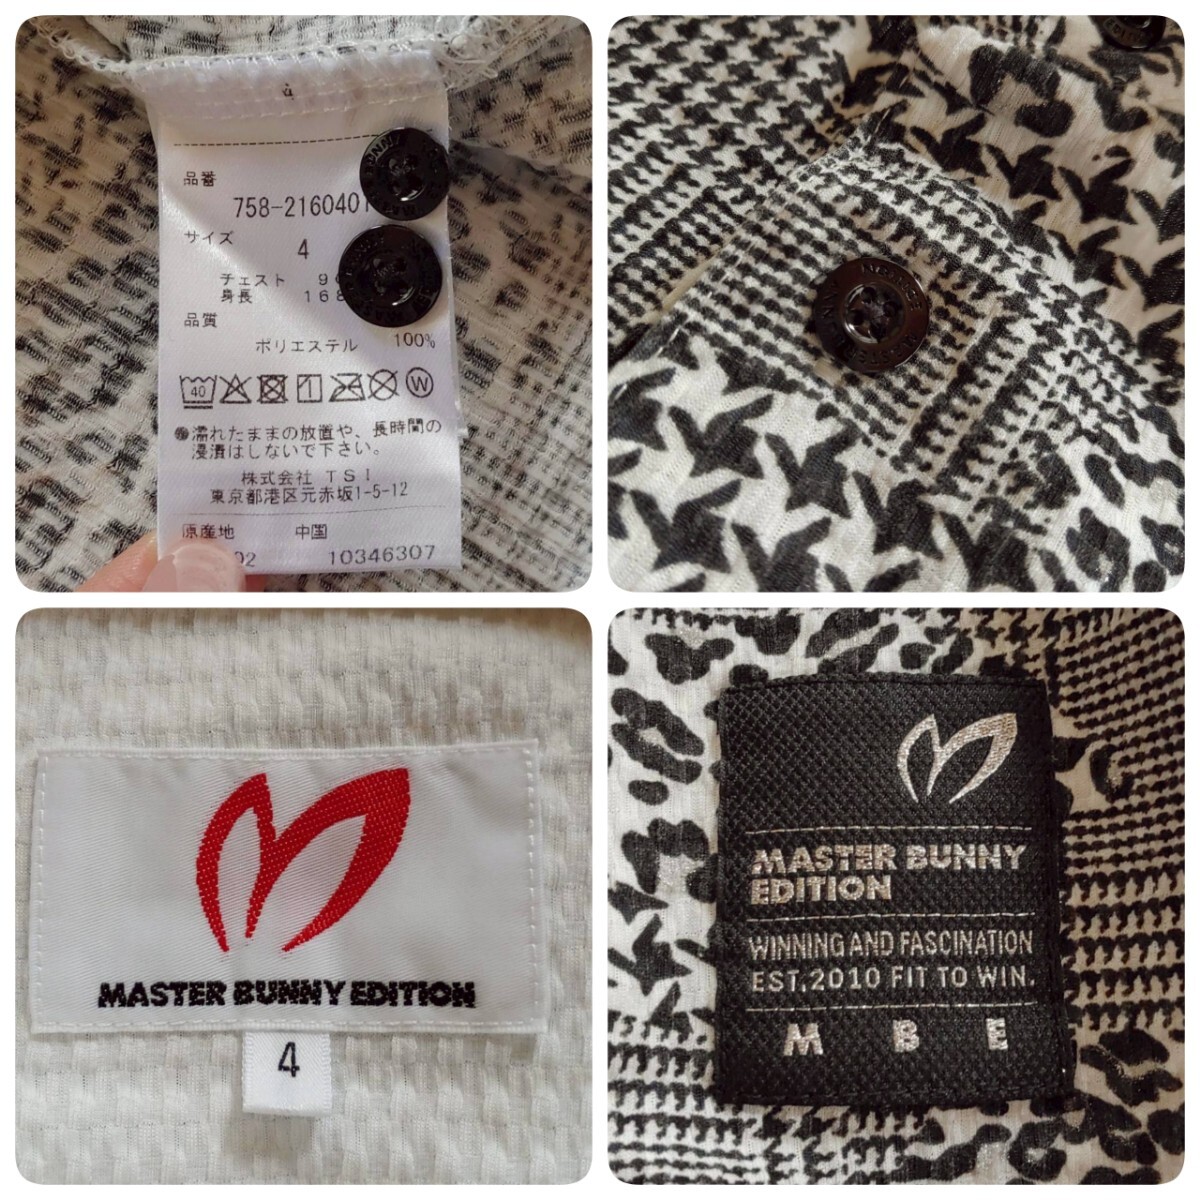 品番
758-2160401
サイズ
4
チェスト
身長 168
品質
ポリエステル 100%
40
W
濡れたままの放置や、長時間の
浸漬はしないで下さい。
株式会社 TSI
東京都港区元赤坂1-5-12
原産地 中国
02 10346307
MASTER BUNNY EDITION
4
MASTER BUNNY
EDITION
WINNING AND FASCINATION
EST.2010 FIT TO WIN.
M B E